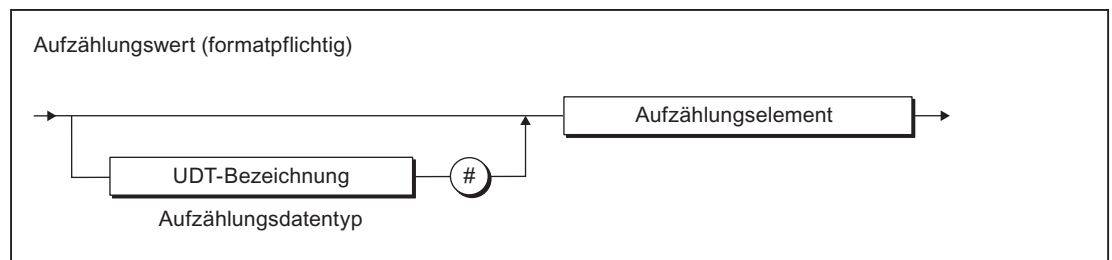 Aufzählungswert (formatpflichtig)
Aufzählungselement
UDT-Bezeichnung
#
Aufzählungsdatentyp